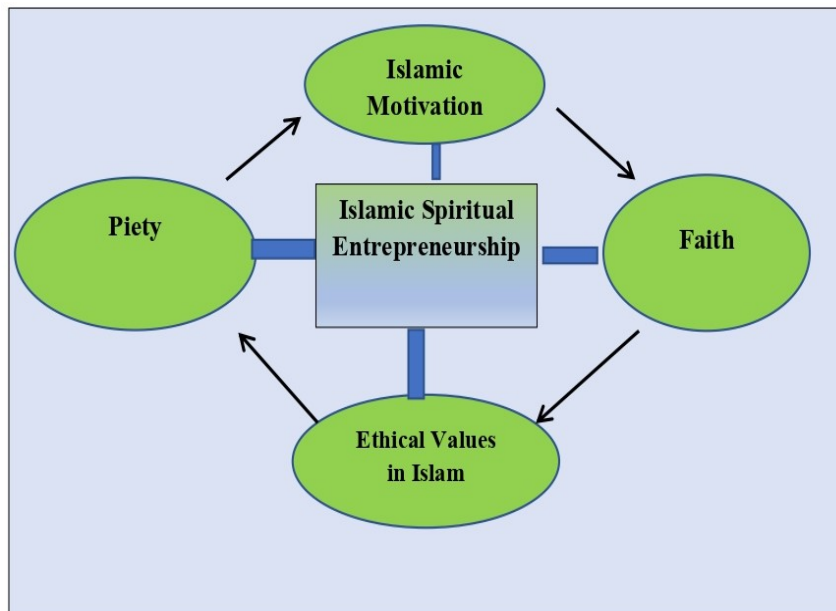 Islamic
Motivation
Piety
Islamic Spiritual
Entrepreneurship
Faith
Ethical Values
in Islam